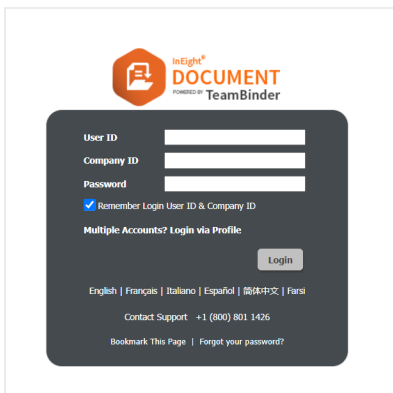 InEight®
DOCUMENT
POWERED BY TeamBinder
User ID
Company ID
Password
Remember Login User ID & Company ID
Multiple Accounts? Login via Profile
Login
English | Français | Italiano | Español | 简体中文 | Farsi
Contact Support +1 (800) 801 1426
Bookmark This Page | Forgot your password?